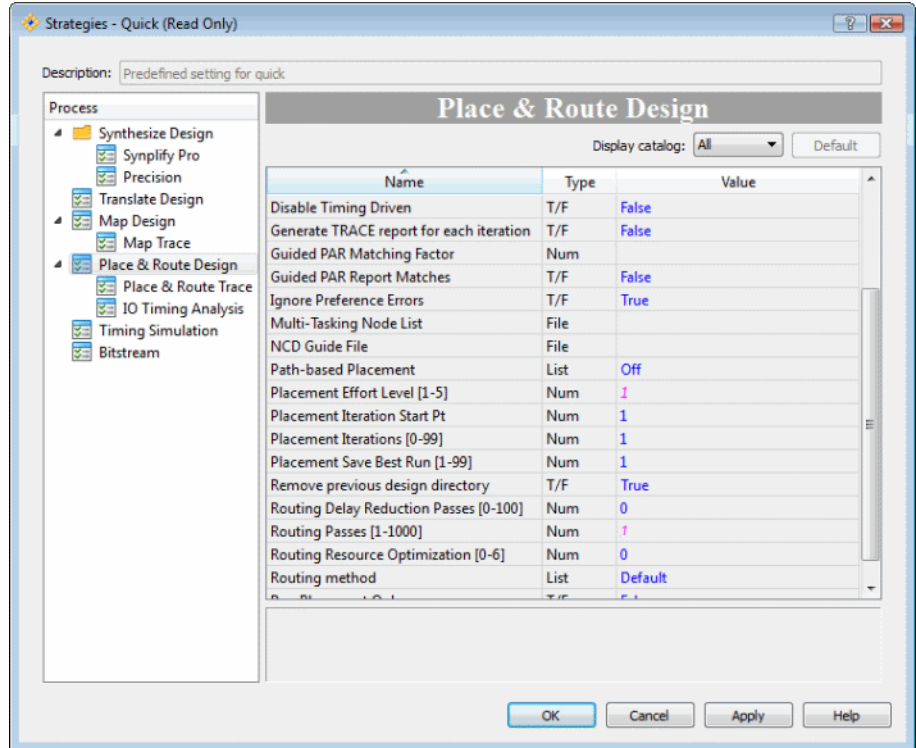 Strategies - Quick (Read Only)
Description: Predefined setting for quick
Process
Synthesize Design
Synplify Pro
Precision
Translate Design
Map Design
Map Trace
Place & Route Design
Place & Route Trace
IO Timing Analysis
Timing Simulation
Bitstream
Place & Route Design
Display catalog: All Default
Name Type Value
Disable Timing Driven T/F False
Generate TRACE report for each iteration T/F False
Guided PAR Matching Factor Num
Guided PAR Report Matches T/F False
Ignore Preference Errors T/F True
Multi-Tasking Node List File
NCD Guide File File
Path-based Placement List Off
Placement Effort Level [1-5] Num 1
Placement Iteration Start Pt Num 1
Placement Iterations [0-99] Num 1
Placement Save Best Run [1-99] Num 1
Remove previous design directory T/F True
Routing Delay Reduction Passes [0-100] Num 0
Routing Passes [1-1000] Num 1
Routing Resource Optimization [0-6] Num 0
Routing method List Default
OK Cancel Apply Help